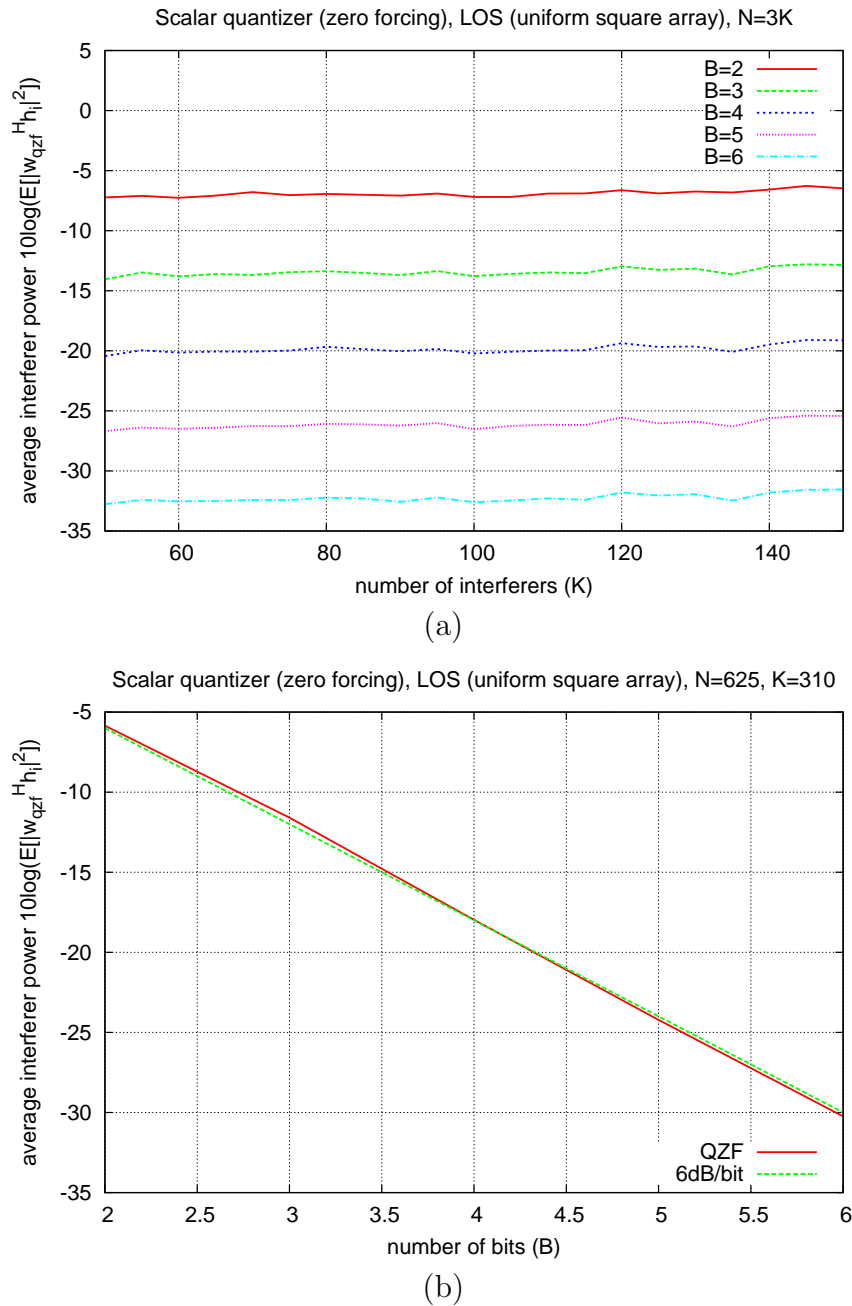 Scalar quantizer (zero forcing), LOS (uniform square array), N=3K
average interferer power 10log(E[|w_qzf^H h_i|^2])
5
0
-5
-10
-15
-20
-25
-30
-35
B=2
B=3
B=4
B=5
B=6
60 80 100 120 140
number of interferers (K)
(a)
Scalar quantizer (zero forcing), LOS (uniform square array), N=625, K=310
average interferer power 10log(E[|w_qzf^H h_i|^2])
-5
-10
-15
-20
-25
-30
-35
QZF
6dB/bit
2 2.5 3 3.5 4 4.5 5 5.5 6
number of bits (B)
(b)